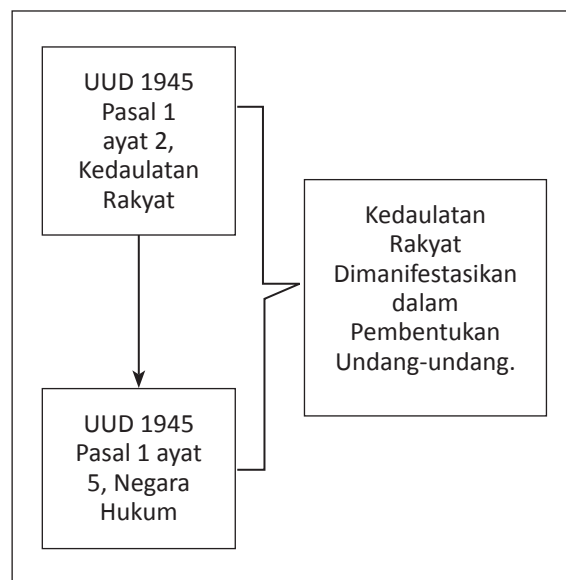 UUD 1945
Pasal 1
ayat 2,
Kedaulatan
Rakyat
Kedaulatan
Rakyat
Dimanifestasikan
dalam
Pembentukan
Undang-undang.
UUD 1945
Pasal 1 ayat
5, Negara
Hukum